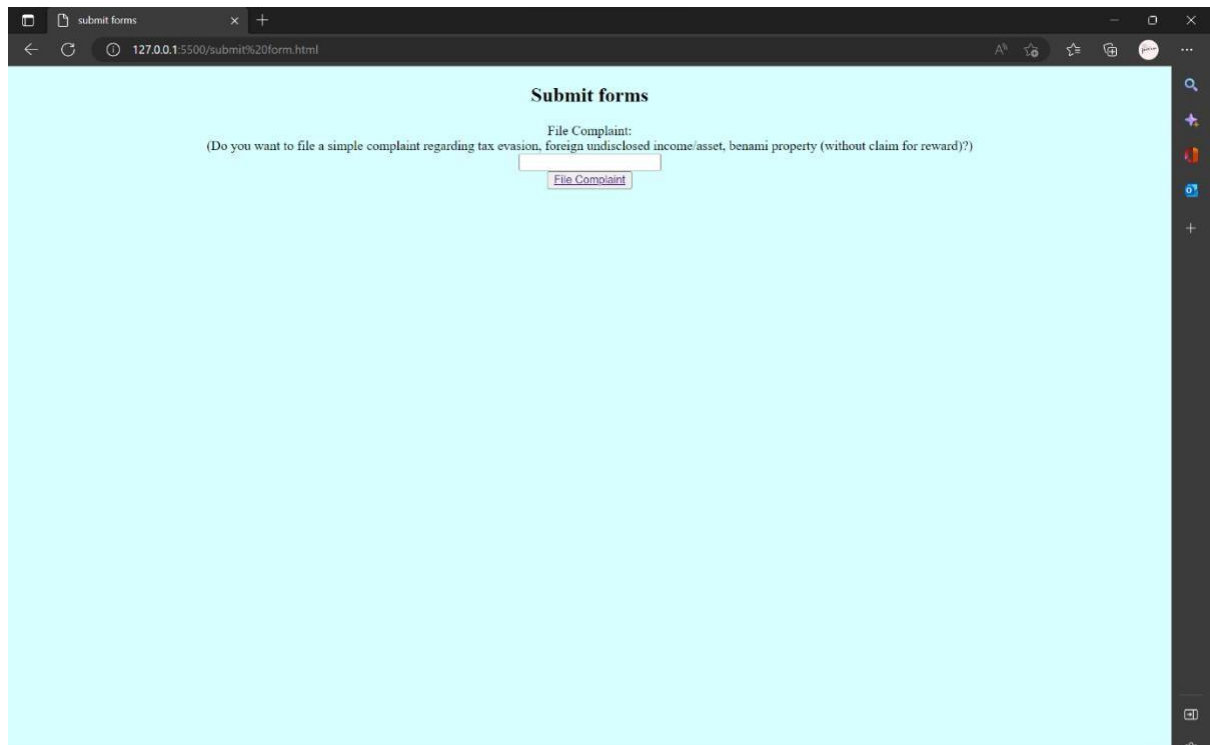 submit forms
127.0.0.1:5500/submit%20form.html
Submit forms
File Complaint:
(Do you want to file a simple complaint regarding tax evasion, foreign undisclosed income/asset, benami property (without claim for reward)?)
File Complaint